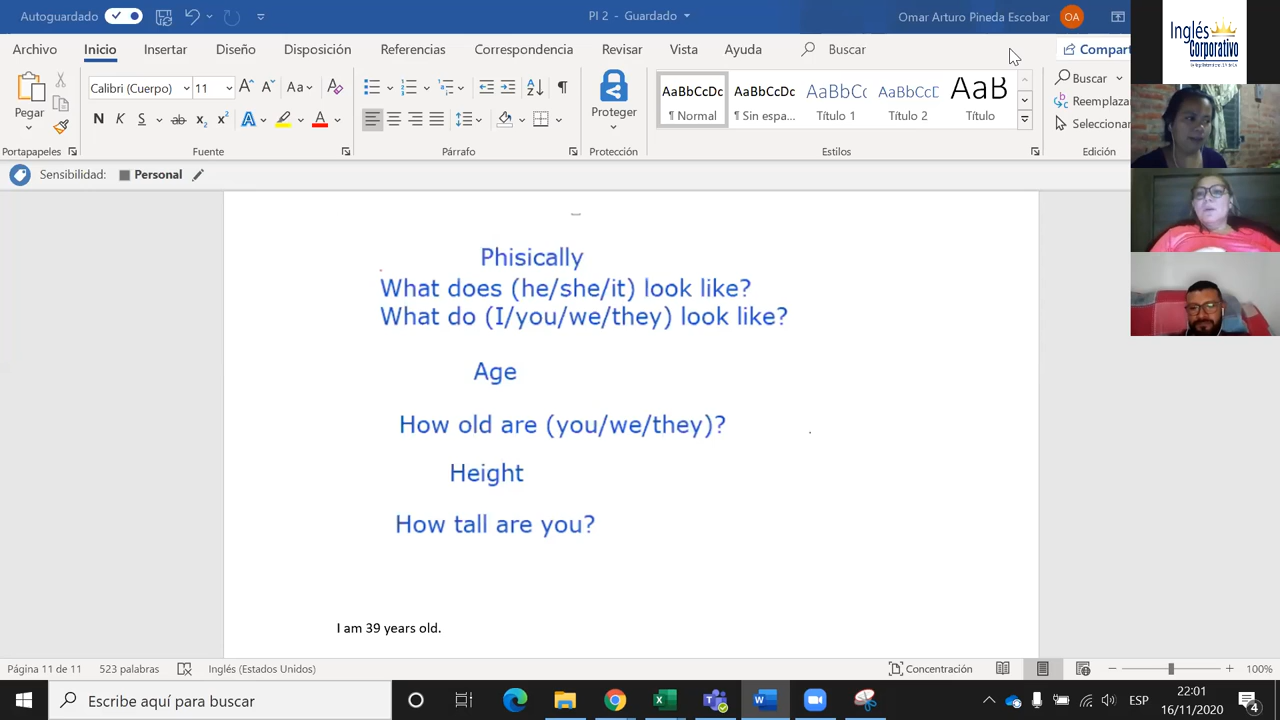 Autoguardado
PI 2 - Guardado
Omar Arturo Pineda Escobar
OA
Archivo Inicio Insertar Diseño Disposición Referencias Correspondencia Revisar Vista Ayuda Buscar Compart
Calibri (Cuerpo) 11
Pegar
N K S ab x₂ x² A A
Proteger
AaBbCcDc AaBbCcDc AaBbCc AaBbCcD AaB
¶ Normal ¶ Sin espa... Título 1 Título 2 Título
Buscar
Reemplaza
Seleccionar
Portapapeles Fuente Párrafo Protección Estilos Edición
Sensibilidad: Personal
Inglés
Corporativo
Phisically
What does (he/she/it) look like?
What do (I/you/we/they) look like?
Age
How old are (you/we/they)?
Height
How tall are you?
I am 39 years old.
Página 11 de 11 523 palabras Inglés (Estados Unidos) Concentración 100%
Escribe aquí para buscar
ESP
22:01
16/11/2020
4